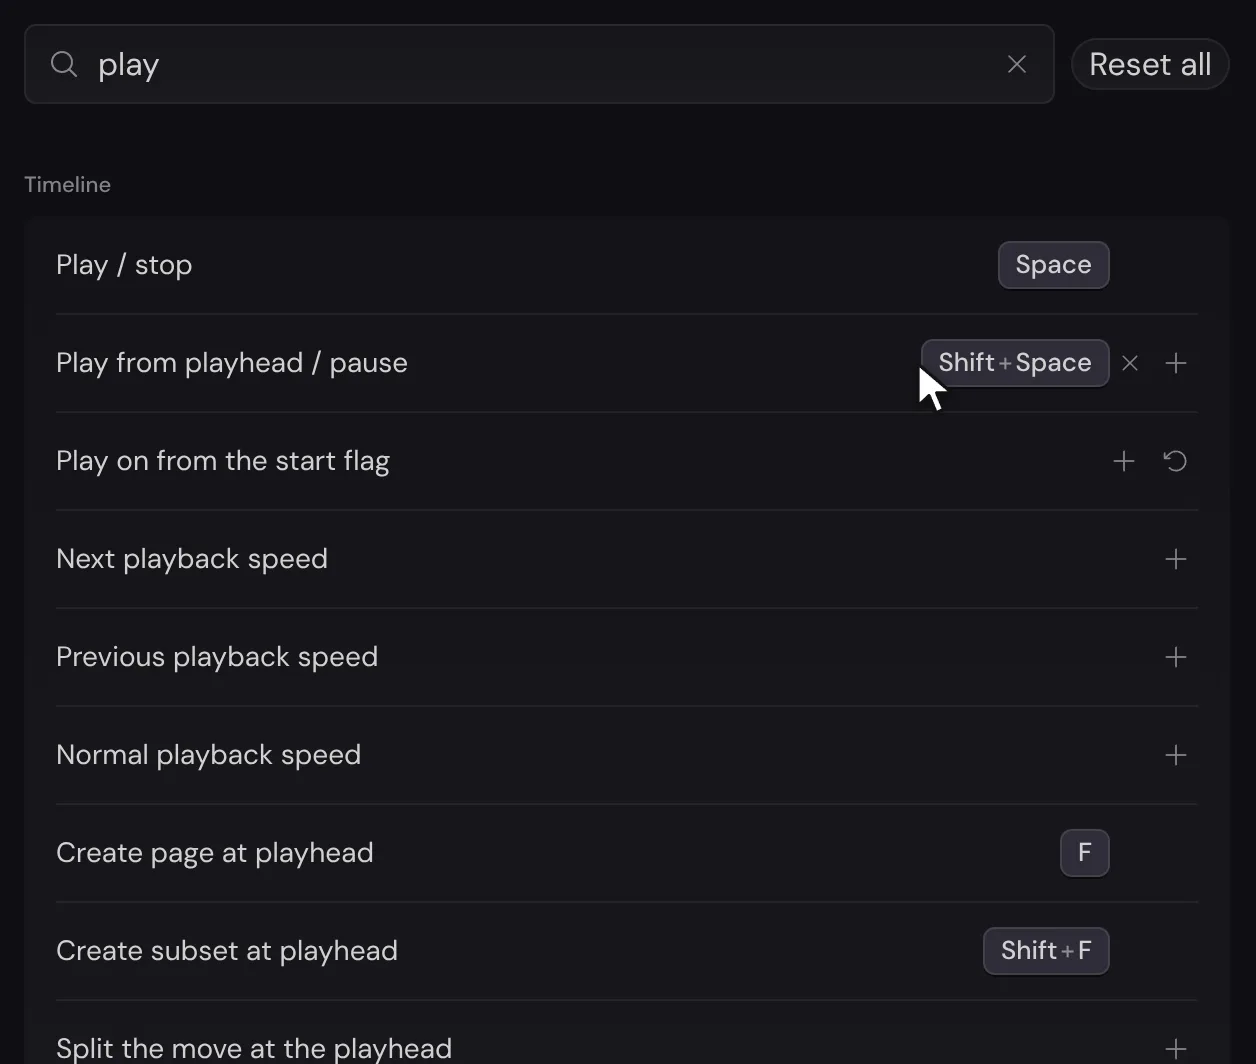 play
Reset all
Timeline
Play / stop
Space
Play from playhead / pause
Shift+Space
Play on from the start flag
Next playback speed
Previous playback speed
Normal playback speed
Create page at playhead
F
Create subset at playhead
Shift+F
Split the move at the playhead